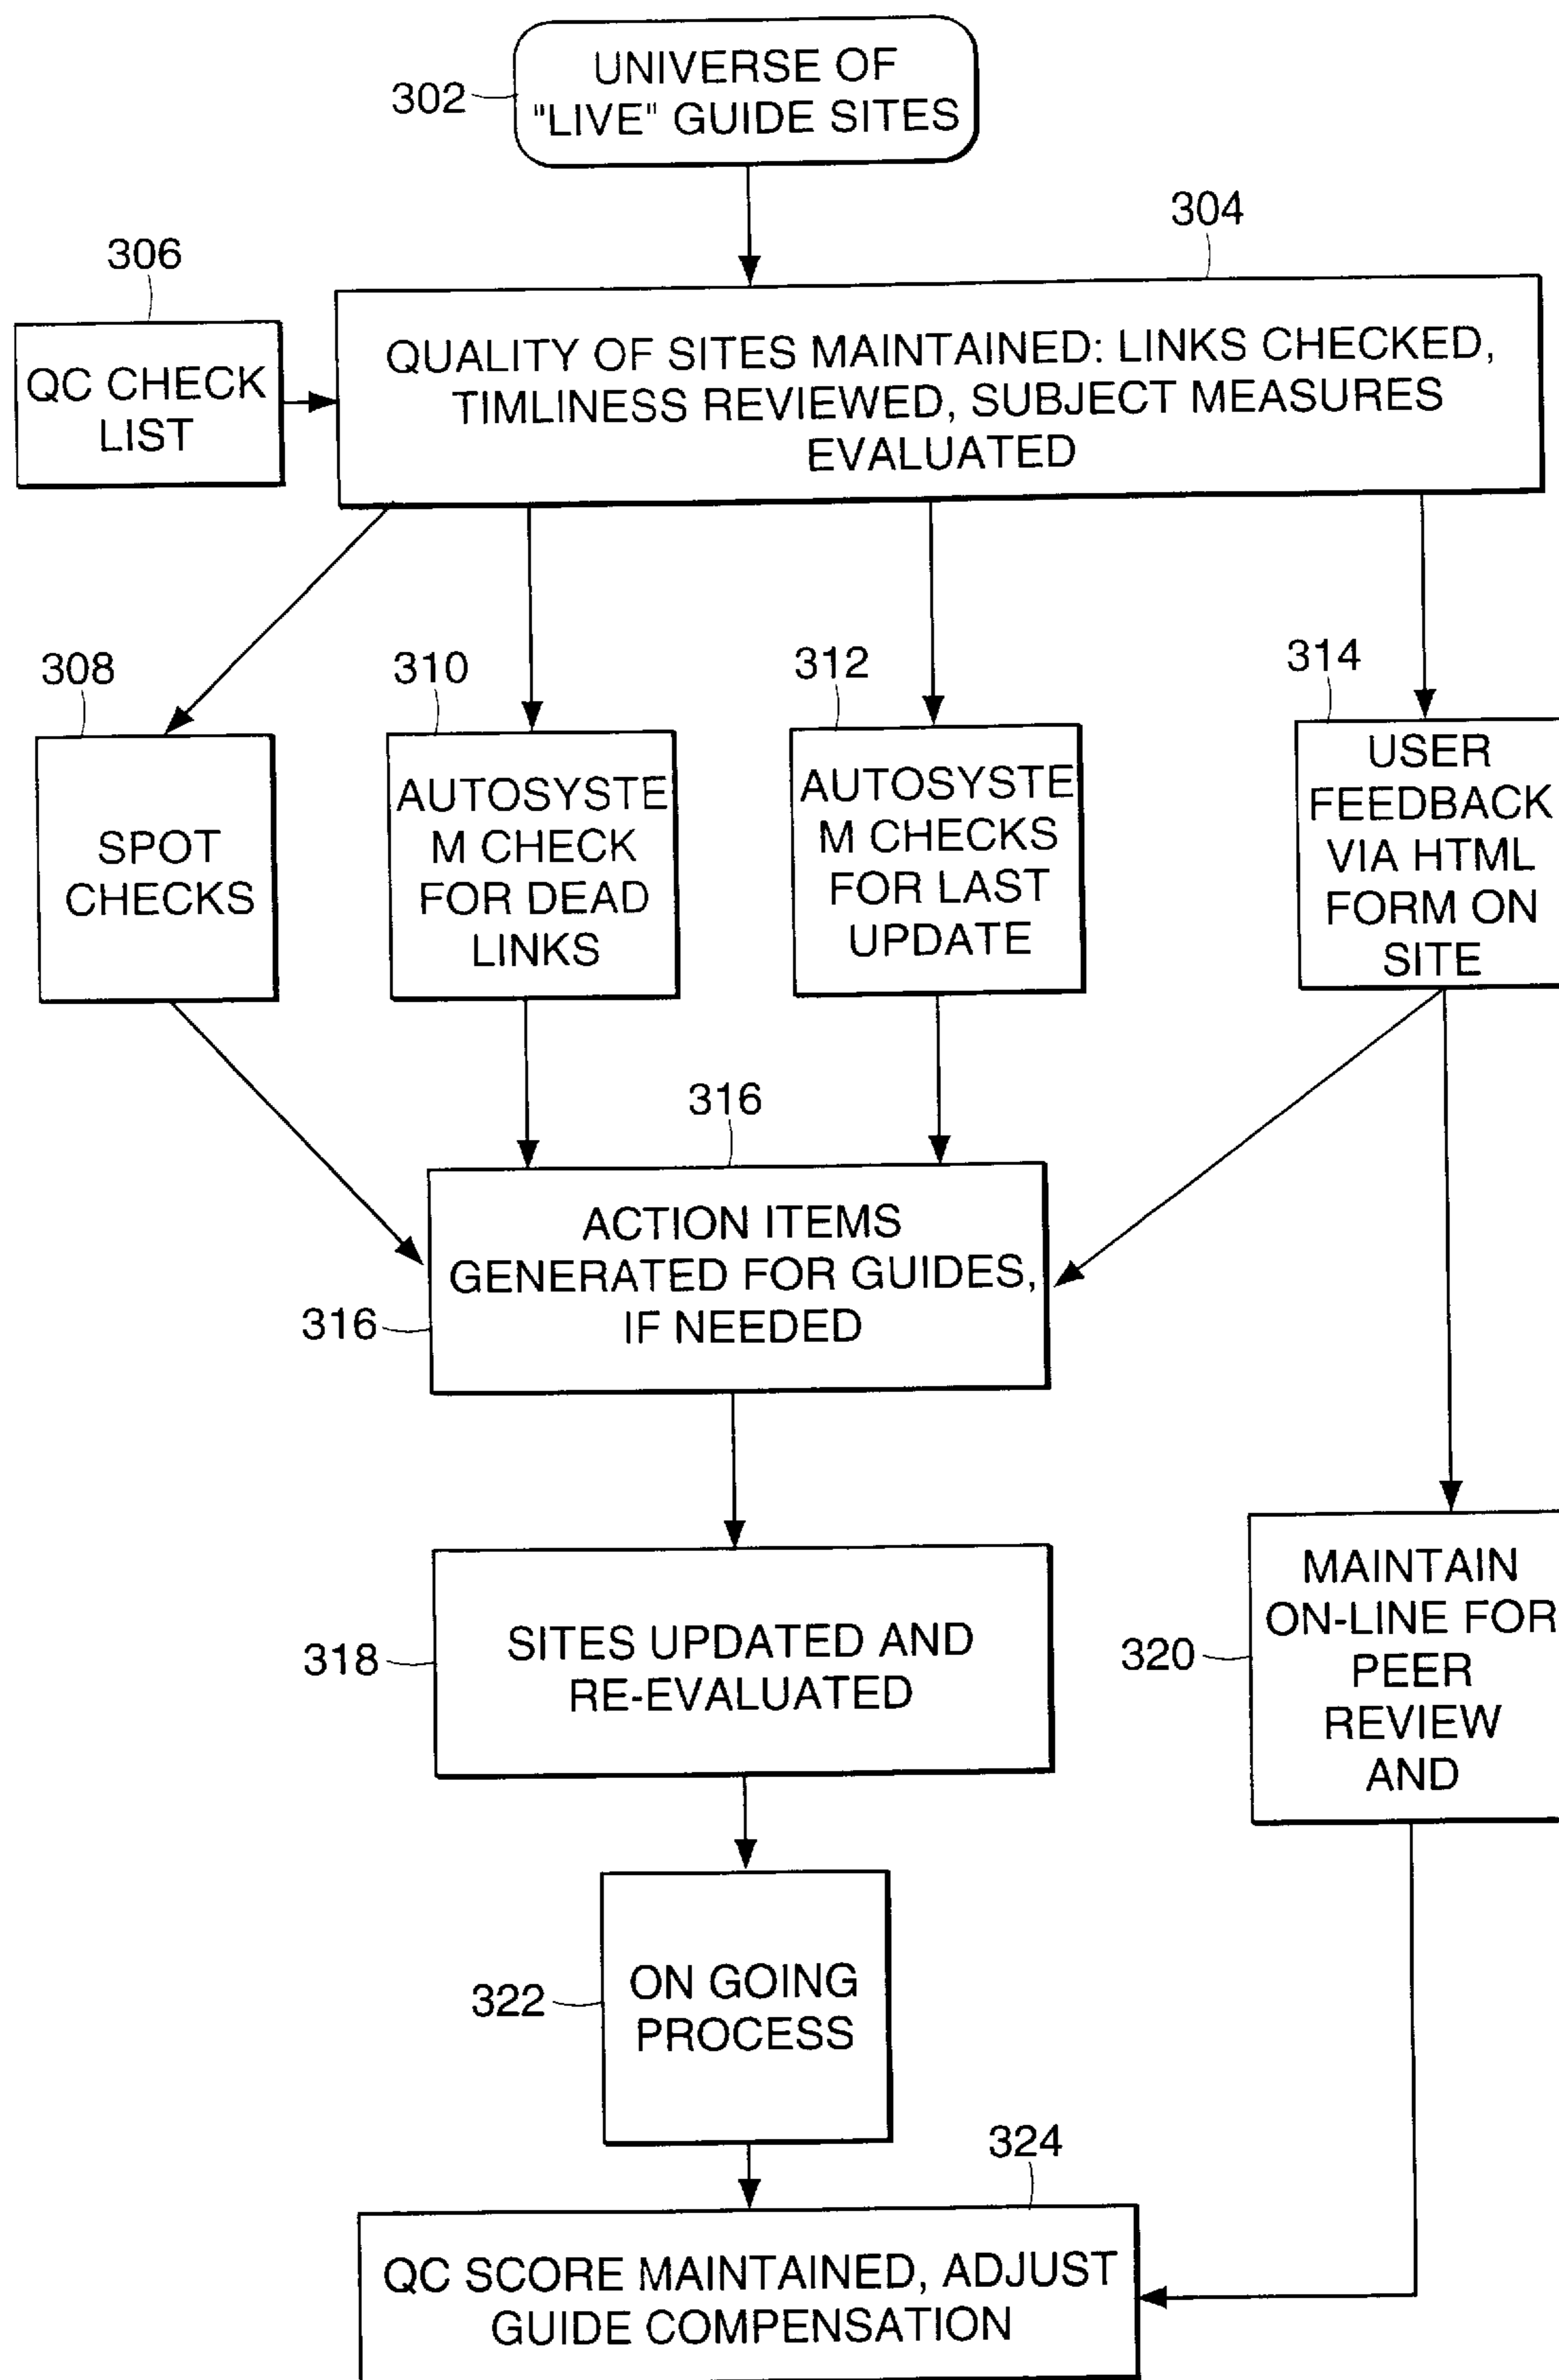 302
UNIVERSE OF
"LIVE" GUIDE SITES
304
306
QC CHECK
LIST
QUALITY OF SITES MAINTAINED: LINKS CHECKED,
TIMLINESS REVIEWED, SUBJECT MEASURES
EVALUATED
308
SPOT
CHECKS
310
AUTOSYSTE
M CHECK
FOR DEAD
LINKS
312
AUTOSYSTE
M CHECKS
FOR LAST
UPDATE
314
USER
FEEDBACK
VIA HTML
FORM ON
SITE
316
ACTION ITEMS
GENERATED FOR GUIDES,
IF NEEDED
316
318
SITES UPDATED AND
RE-EVALUATED
320
MAINTAIN
ON-LINE FOR
PEER
REVIEW
AND
322
ON GOING
PROCESS
324
QC SCORE MAINTAINED, ADJUST
GUIDE COMPENSATION